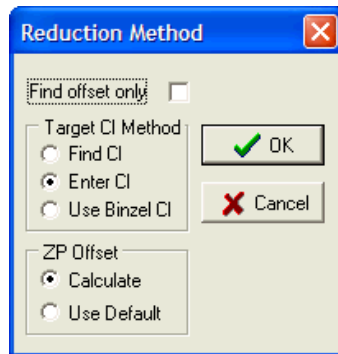 Reduction Method
Find offset only
Target CI Method
Find CI
Enter CI
Use Binzel CI
OK
Cancel
ZP Offset
Calculate
Use Default